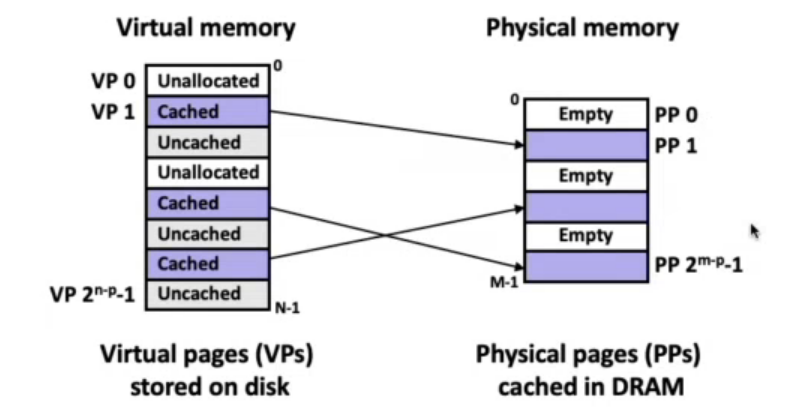 Virtual memory
Physical memory
0
VP 0 Unallocated
VP 1 Cached
Uncached
Unallocated
Cached
Uncached
Cached
VP 2ⁿ⁻ᵖ-1 Uncached
N-1
0
Empty PP 0
PP 1
Empty
Empty
PP 2ᵐ⁻ᵖ-1
M-1
Virtual pages (VPs)
stored on disk
Physical pages (PPs)
cached in DRAM